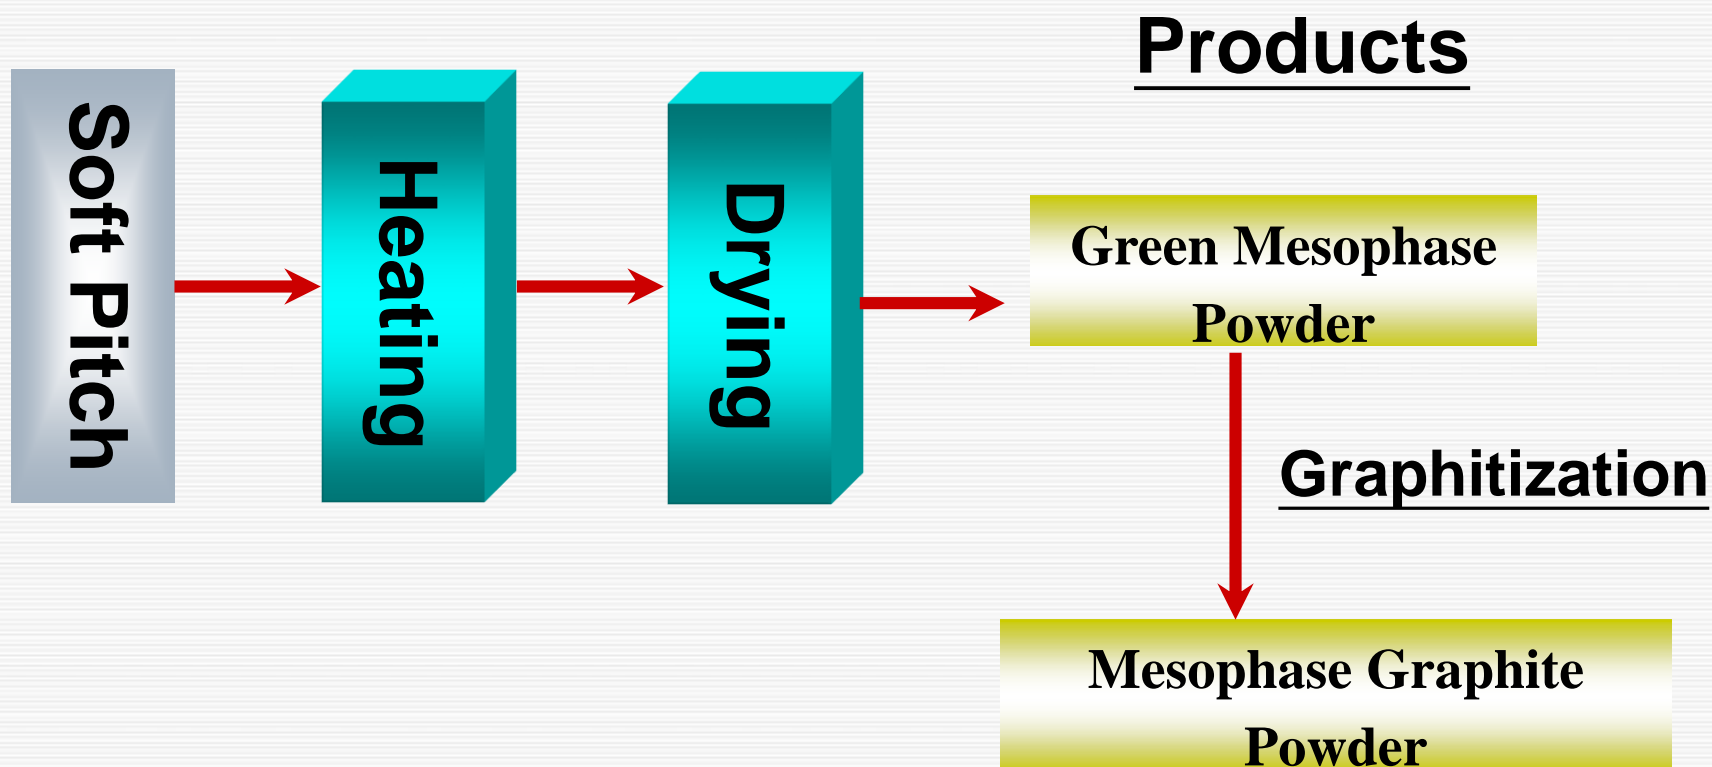 Products
Soft Pitch
Heating
Drying
Green Mesophase
Powder
Graphitization
Mesophase Graphite
Powder